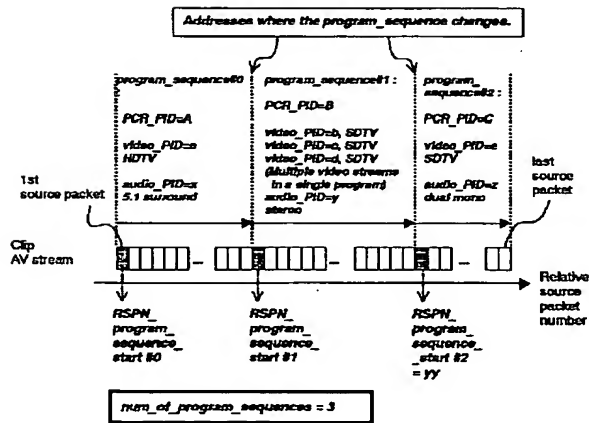 Addresses where the program_sequence changes.
program_sequence#0
PCR_PID=A
video_PID=a
HDTV
audio_PID=x
5.1 surround
program_sequence#1 :
PCR_PID=B
video_PID=b, SDTV
video_PID=c, SDTV
video_PID=d, SDTV
(Multiple video streams
in a single program)
audio_PID=y
stereo
program_
sequence#2 :
PCR_PID=C
video_PID=e
SDTV
audio_PID=z
dual mono
1st
source packet
last
source
packet
Clip
AV stream
Relative
source
packet
number
RSPN_
program_
sequence_
start #0
RSPN_
program_
sequence_
start #1
RSPN_
program_
sequence_
_start #2
= yy
num_of_program_sequences = 3